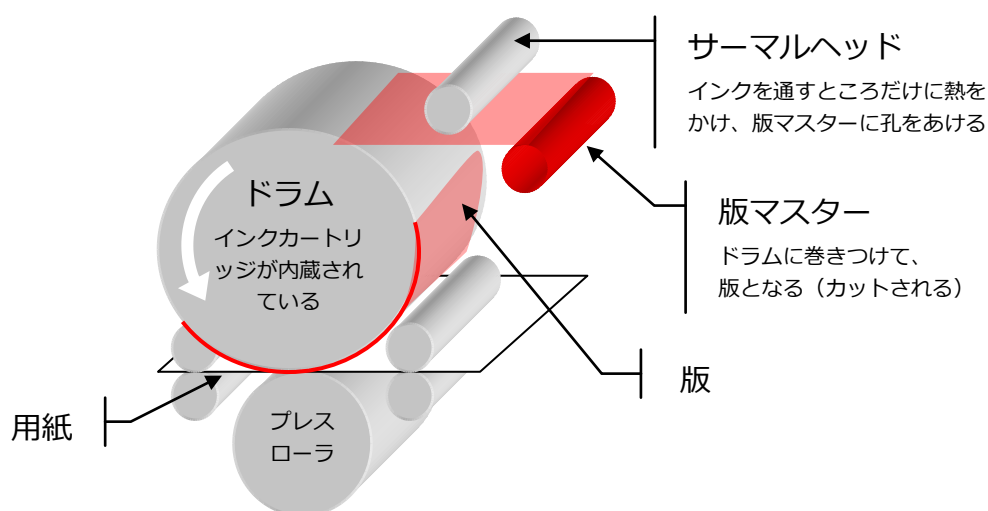 サーマルヘッド
インクを通すところだけに熱を
かけ、版マスターに孔をあける
版マスター
ドラムに巻きつけて、
版となる（カットされる）
ドラム
インクカートリ
ッジが内蔵され
ている
版
用紙
プレス
ローラ